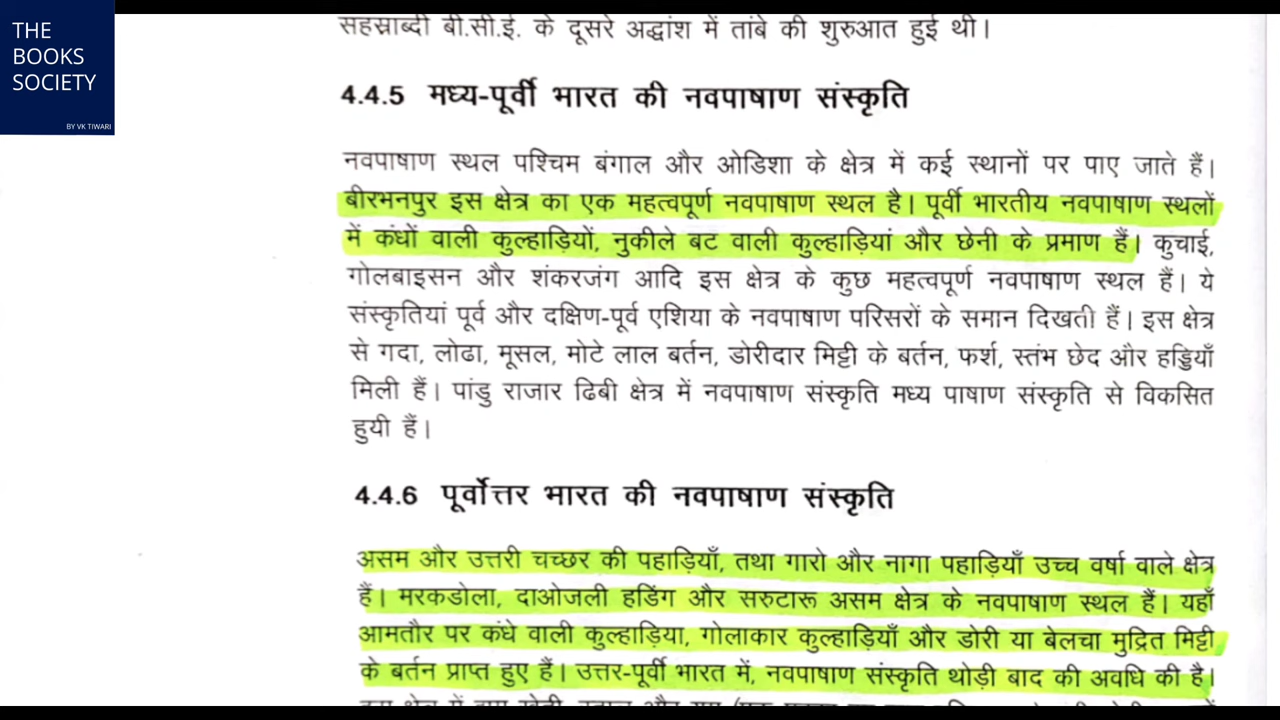 THE
BOOKS
SOCIETY
BY VK TIWARI
सहस्राब्दी बी.सी.ई. के दूसरे अर्द्धांश में तांबे की शुरुआत हुई थी।
4.4.5 मध्य-पूर्वी भारत की नवपाषाण संस्कृति
नवपाषाण स्थल पश्चिम बंगाल और ओडिशा के क्षेत्र में कई स्थानों पर पाए जाते हैं।
बीरभनपुर इस क्षेत्र का एक महत्वपूर्ण नवपाषाण स्थल है। पूर्वी भारतीय नवपाषाण स्थलों
में कंधों वाली कुल्हाड़ियों, नुकीले बट वाली कुल्हाड़ियां और छेनी के प्रमाण हैं। कुचाई,
गोलबाइसन और शंकरजंग आदि इस क्षेत्र के कुछ महत्वपूर्ण नवपाषाण स्थल हैं। ये
संस्कृतियां पूर्व और दक्षिण-पूर्व एशिया के नवपाषाण परिसरों के समान दिखती हैं। इस क्षेत्र
से गदा, लोढा, मूसल, मोटे लाल बर्तन, डोरीदार मिट्टी के बर्तन, फर्श, स्तंभ छेद और हड्डियाँ
मिली हैं। पांडु राजार ढिबी क्षेत्र में नवपाषाण संस्कृति मध्य पाषाण संस्कृति से विकसित
हुयी हैं।
4.4.6 पूर्वोत्तर भारत की नवपाषाण संस्कृति
असम और उत्तरी चच्छर की पहाड़ियाँ, तथा गारो और नागा पहाड़ियाँ उच्च वर्षा वाले क्षेत्र
हैं। मरकडोला, दाओजली हडिंग और सरुटारू असम क्षेत्र के नवपाषाण स्थल हैं। यहाँ
आमतौर पर कंधे वाली कुल्हाड़िया, गोलाकार कुल्हाड़ियाँ और डोरी या बेलचा मुद्रित मिट्टी
के बर्तन प्राप्त हुए हैं। उत्तर-पूर्वी भारत में, नवपाषाण संस्कृति थोड़ी बाद की अवधि की है।